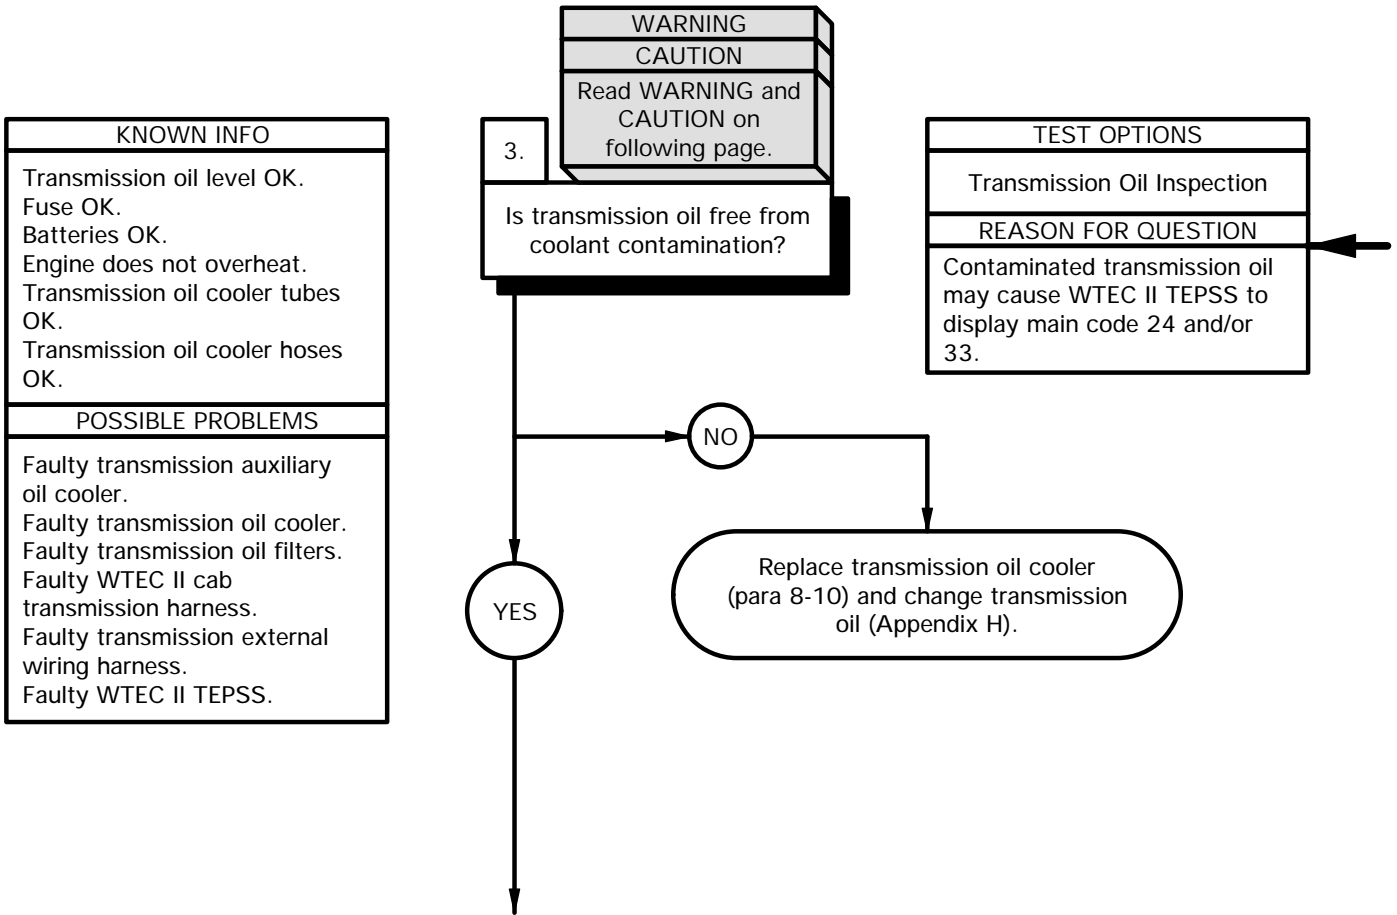 WARNING
CAUTION
Read WARNING and
CAUTION on
following page.
KNOWN INFO
Transmission oil level OK.
Fuse OK.
Batteries OK.
Engine does not overheat.
Transmission oil cooler tubes
OK.
Transmission oil cooler hoses
OK.
POSSIBLE PROBLEMS
Faulty transmission auxiliary
oil cooler.
Faulty transmission oil cooler.
Faulty transmission oil filters.
Faulty WTEC II cab
transmission harness.
Faulty transmission external
wiring harness.
Faulty WTEC II TEPSS.
3.
Is transmission oil free from
coolant contamination?
TEST OPTIONS
Transmission Oil Inspection
REASON FOR QUESTION
Contaminated transmission oil
may cause WTEC II TEPSS to
display main code 24 and/or
33.
NO
YES
Replace transmission oil cooler
(para 8-10) and change transmission
oil (Appendix H).